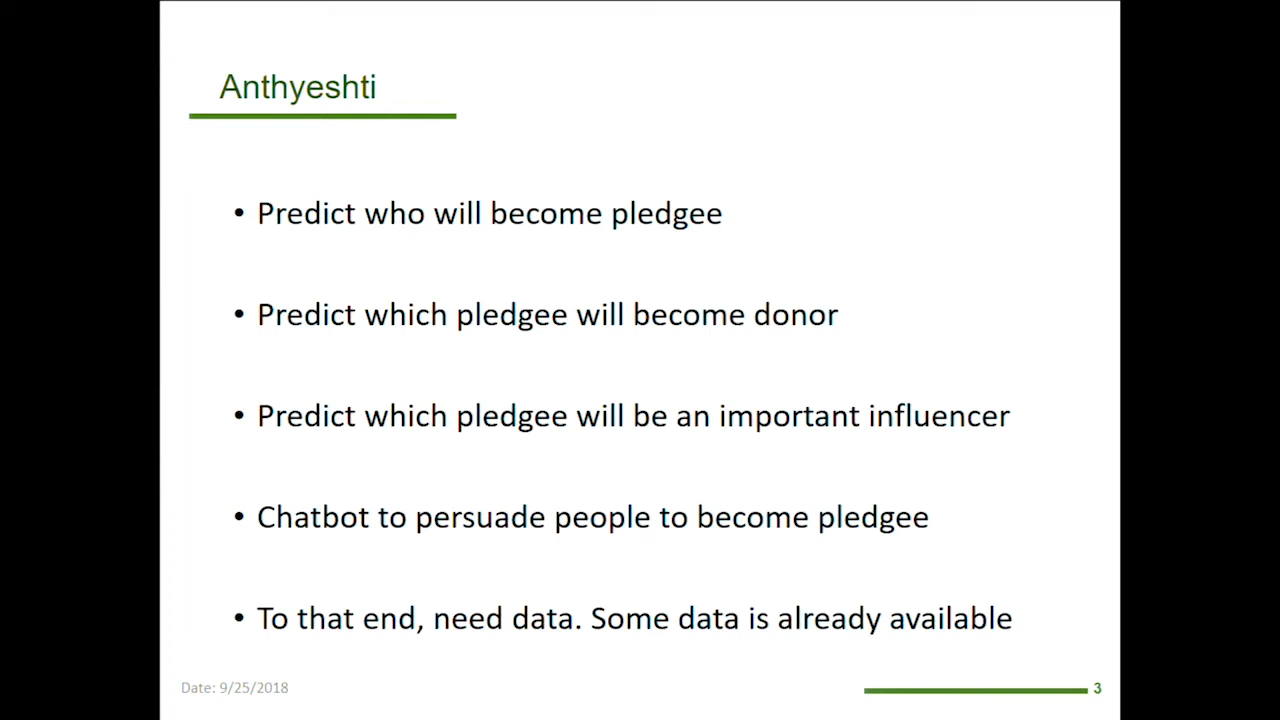 Anthyeshti
• Predict who will become pledgee
• Predict which pledgee will become donor
• Predict which pledgee will be an important influencer
• Chatbot to persuade people to become pledgee
• To that end, need data. Some data is already available
Date: 9/25/2018
3